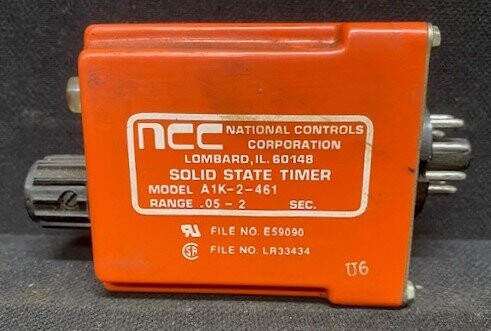 ncc NATIONAL CONTROLS
CORPORATION
LOMBARD, IL. 60148
SOLID STATE TIMER
MODEL A1K-2-461
RANGE .05 - 2 SEC.
FILE NO. E59090
FILE NO. LR33434
U6